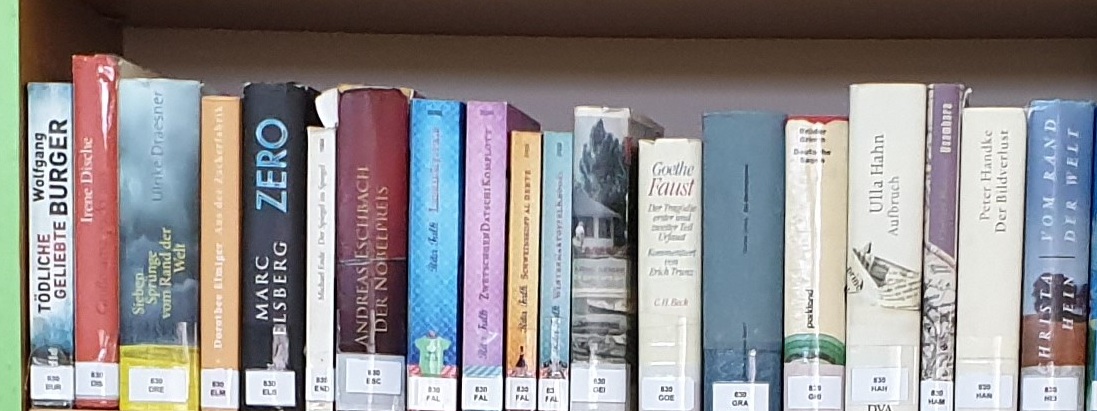 Wolfgang
BURGER
TÖDLICHE
GELIEBTE
830
BUR
Irene Dische
830
DIS
Ulrike Draesner
Sieben
Sprünge
vom Rand der
Welt
830
DRE
Dorothee Elmiger Aus der Zuckerfabrik
830
ELM
MARC
ELSBERG
ZERO
830
ELS
Michael Ende Der Spiegel im Spiegel
830
END
ANDREAS ESCHBACH
DER NOBELPREIS
830
ESC
Rita Falk
830
FAL
Rita Falk ZWETSCHGENDATSCHIKOMPLOTT
830
FAL
Rita Falk SCHWEINSKOPF AL DENTE
830
FAL
Rita Falk WINTERKARTOFFELKNÖDEL
830
FAL
830
GEI
Goethe
Faust
Der Tragödie
erster und
zweiter Teil
Urfaust
Kommentiert
von
Erich Trunz
C.H. Beck
830
GOE
830
GRA
Brüder
Grimm
Deutsche
Sagen
parkland
830
GRI
Ulla Hahn
Aufbruch
830
HAH
DVA
Usambara
830
HAM
Peter Handke
Der Bildverlust
830
HAN
CHRISTA HEIN
VOM RAND
DER WELT
830
HEI